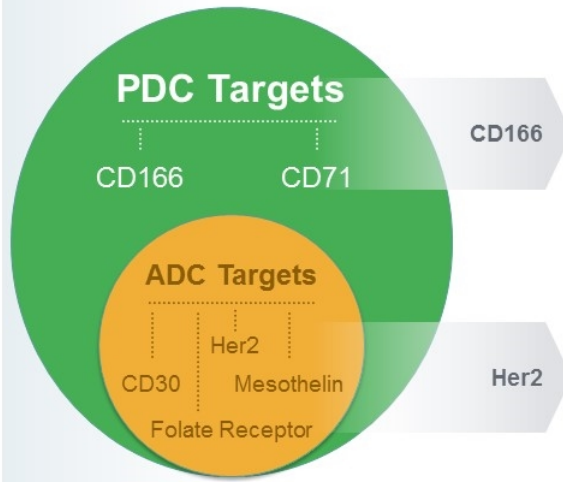 PDC Targets
CD166
CD166 CD71
ADC Targets
Her2
CD30 Mesothelin
Her2
Folate Receptor